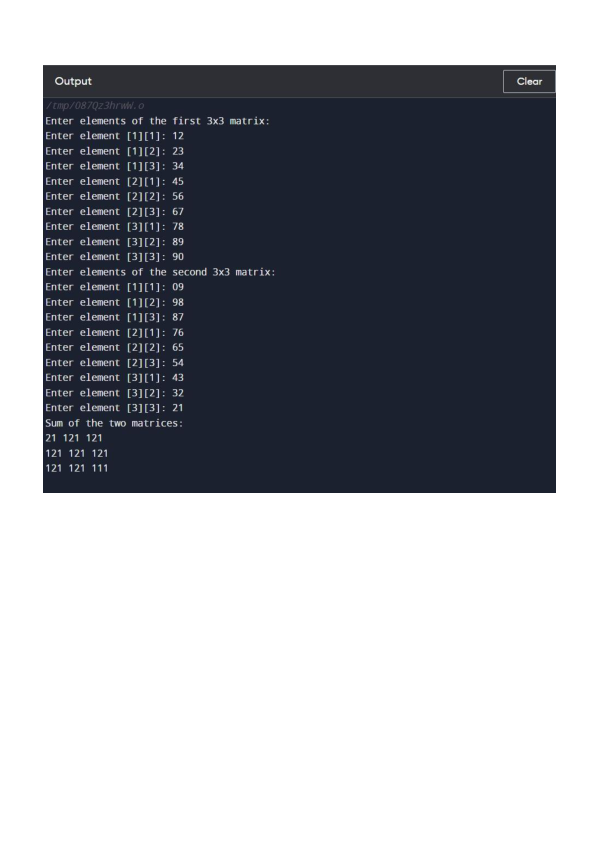 Output
Clear
/tmp/O87Qz3hrwW.o
Enter elements of the first 3x3 matrix:
Enter element [1][1]: 12
Enter element [1][2]: 23
Enter element [1][3]: 34
Enter element [2][1]: 45
Enter element [2][2]: 56
Enter element [2][3]: 67
Enter element [3][1]: 78
Enter element [3][2]: 89
Enter element [3][3]: 90
Enter elements of the second 3x3 matrix:
Enter element [1][1]: 09
Enter element [1][2]: 98
Enter element [1][3]: 87
Enter element [2][1]: 76
Enter element [2][2]: 65
Enter element [2][3]: 54
Enter element [3][1]: 43
Enter element [3][2]: 32
Enter element [3][3]: 21
Sum of the two matrices:
21 121 121
121 121 121
121 121 111